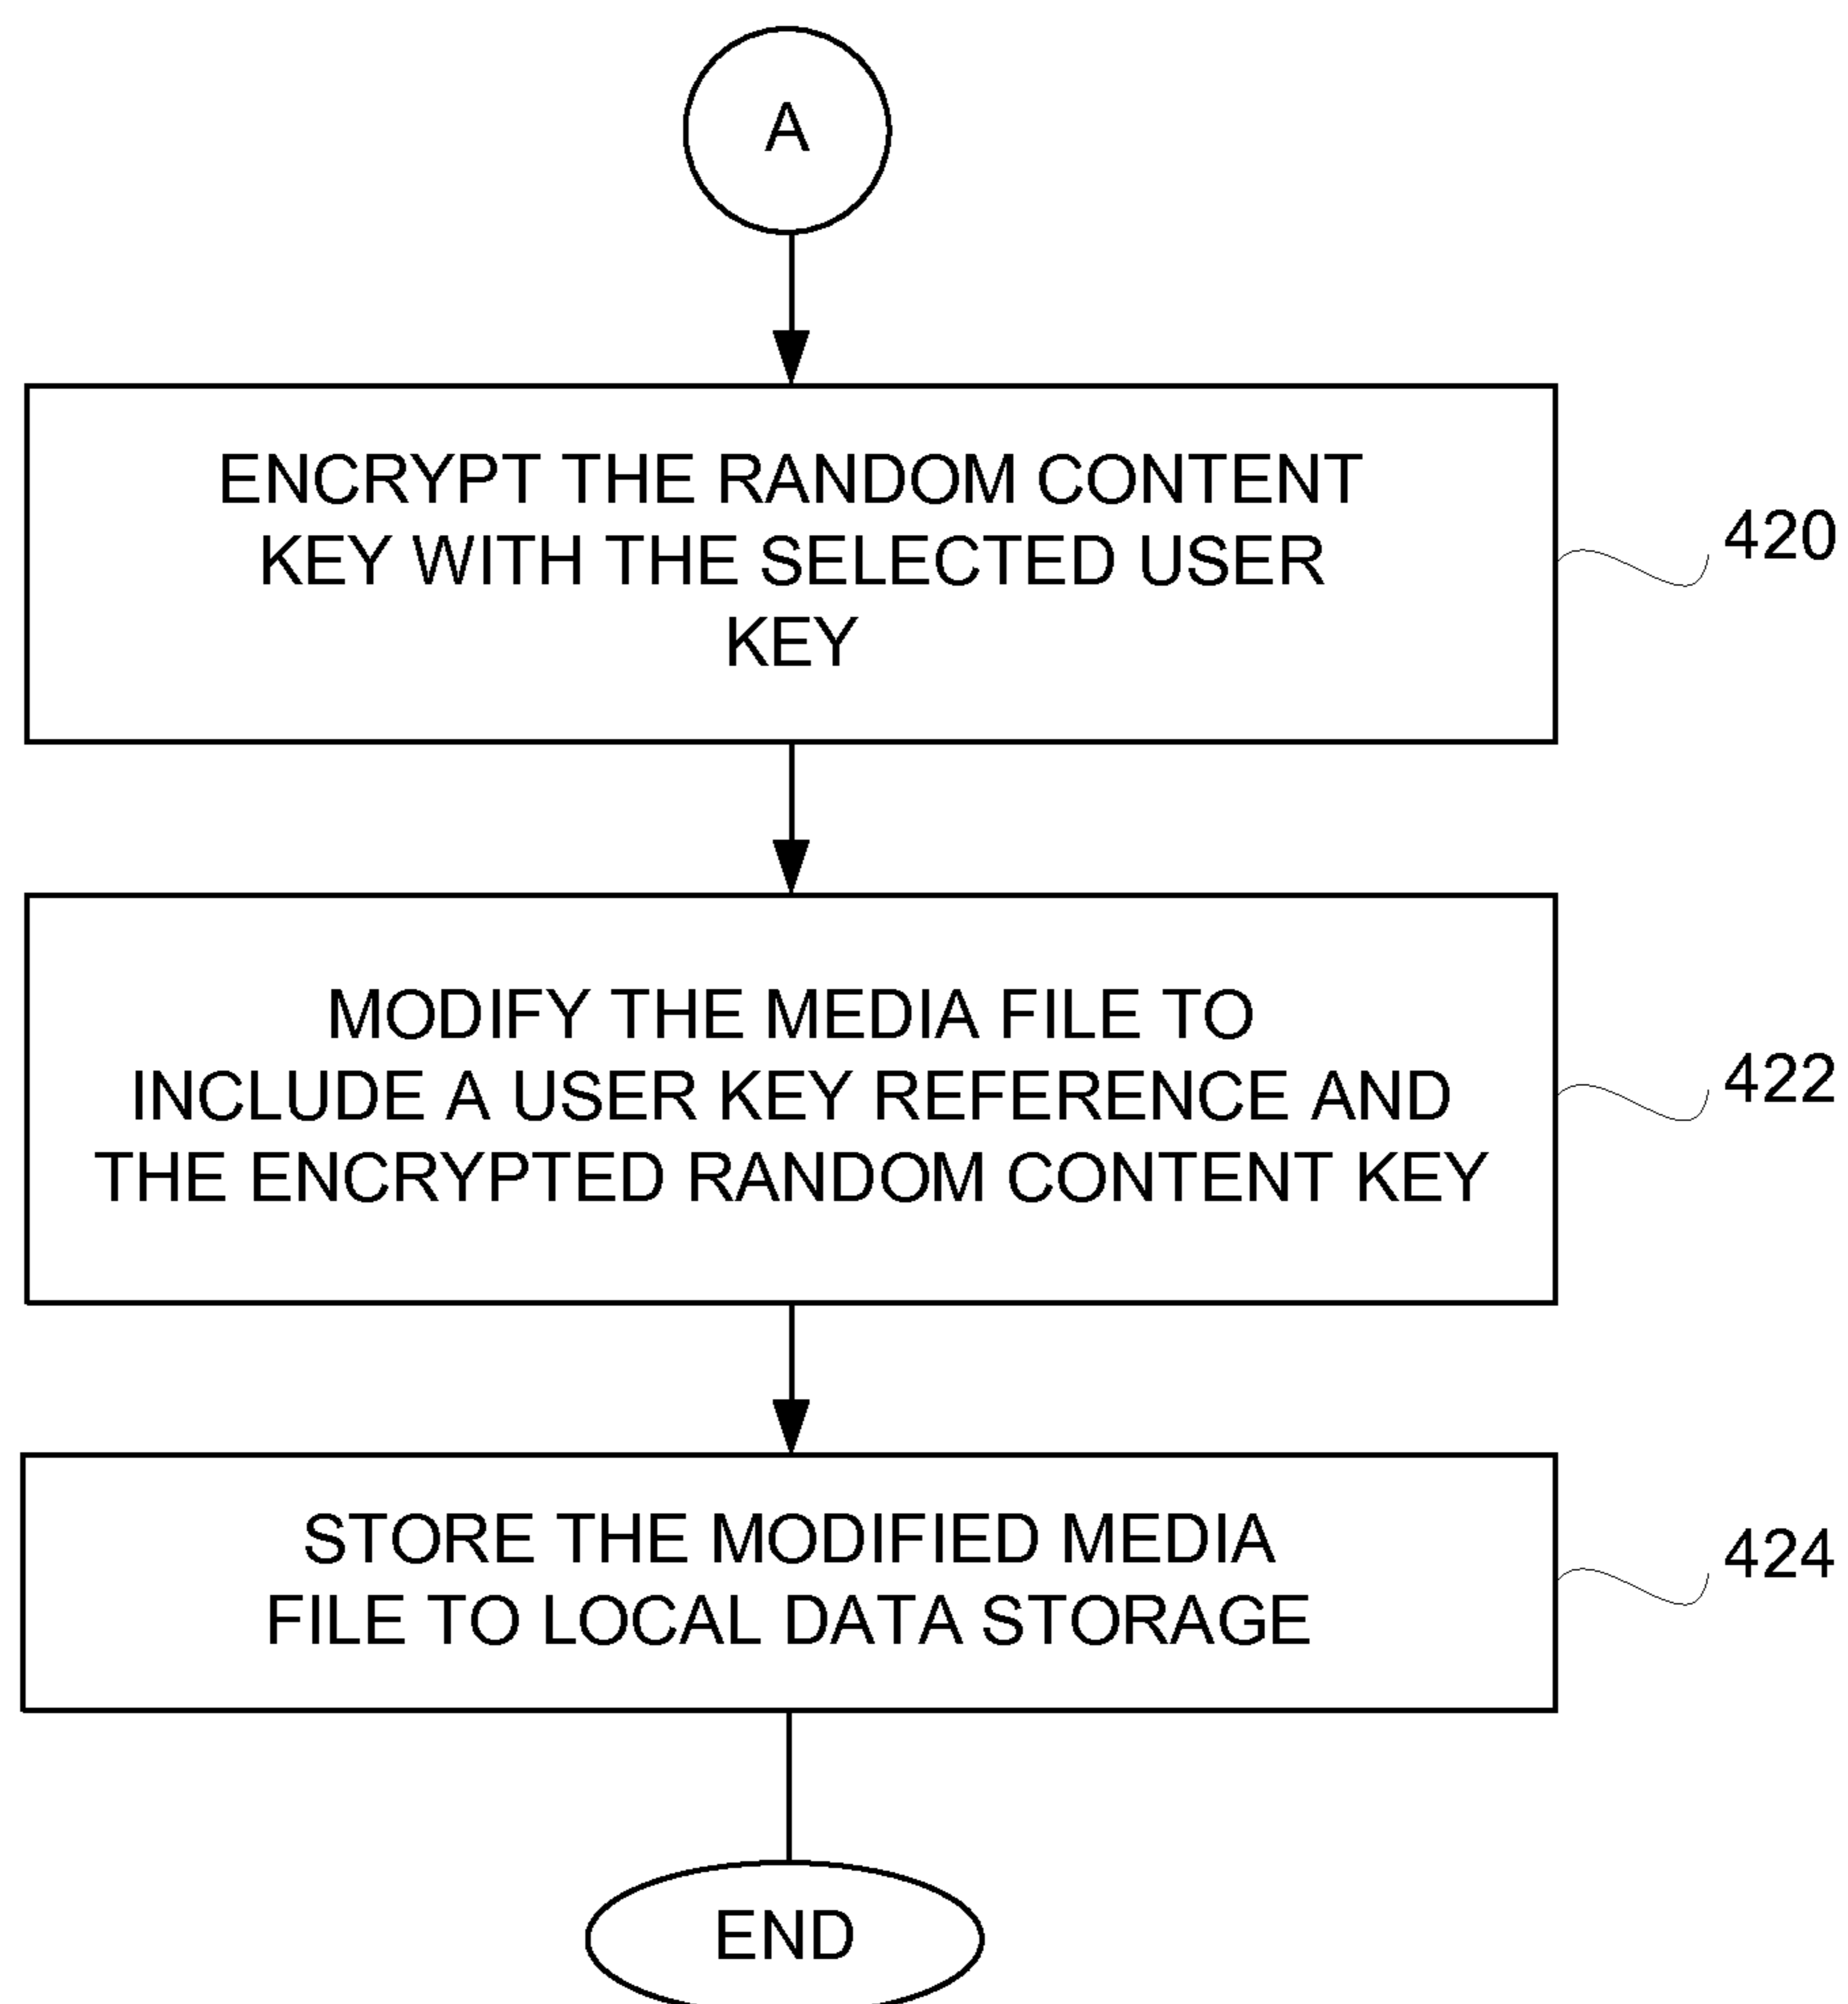 A
ENCRYPT THE RANDOM CONTENT
KEY WITH THE SELECTED USER
KEY
420
MODIFY THE MEDIA FILE TO
INCLUDE A USER KEY REFERENCE AND
THE ENCRYPTED RANDOM CONTENT KEY
422
STORE THE MODIFIED MEDIA
FILE TO LOCAL DATA STORAGE
424
END